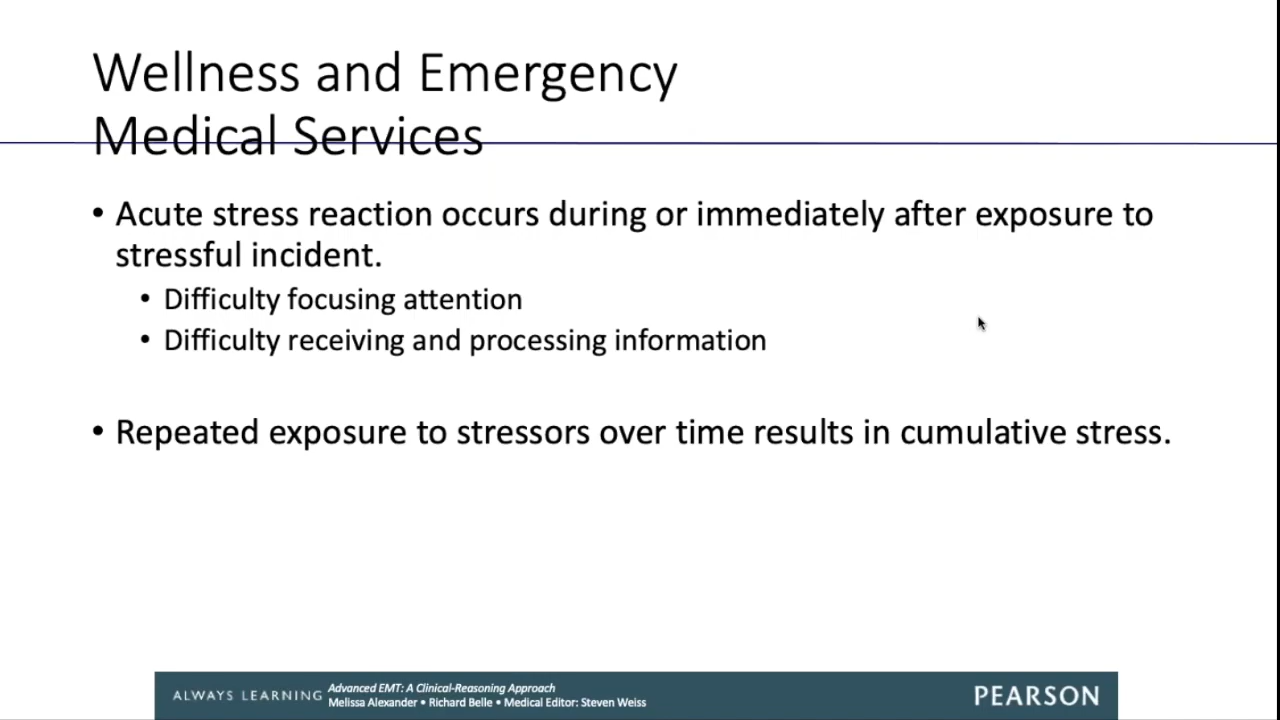 Wellness and Emergency
Medical Services
• Acute stress reaction occurs during or immediately after exposure to
stressful incident.
• Difficulty focusing attention
• Difficulty receiving and processing information
• Repeated exposure to stressors over time results in cumulative stress.
ALWAYS LEARNING
Advanced EMT: A Clinical-Reasoning Approach
Melissa Alexander • Richard Belle • Medical Editor: Steven Weiss
PEARSON